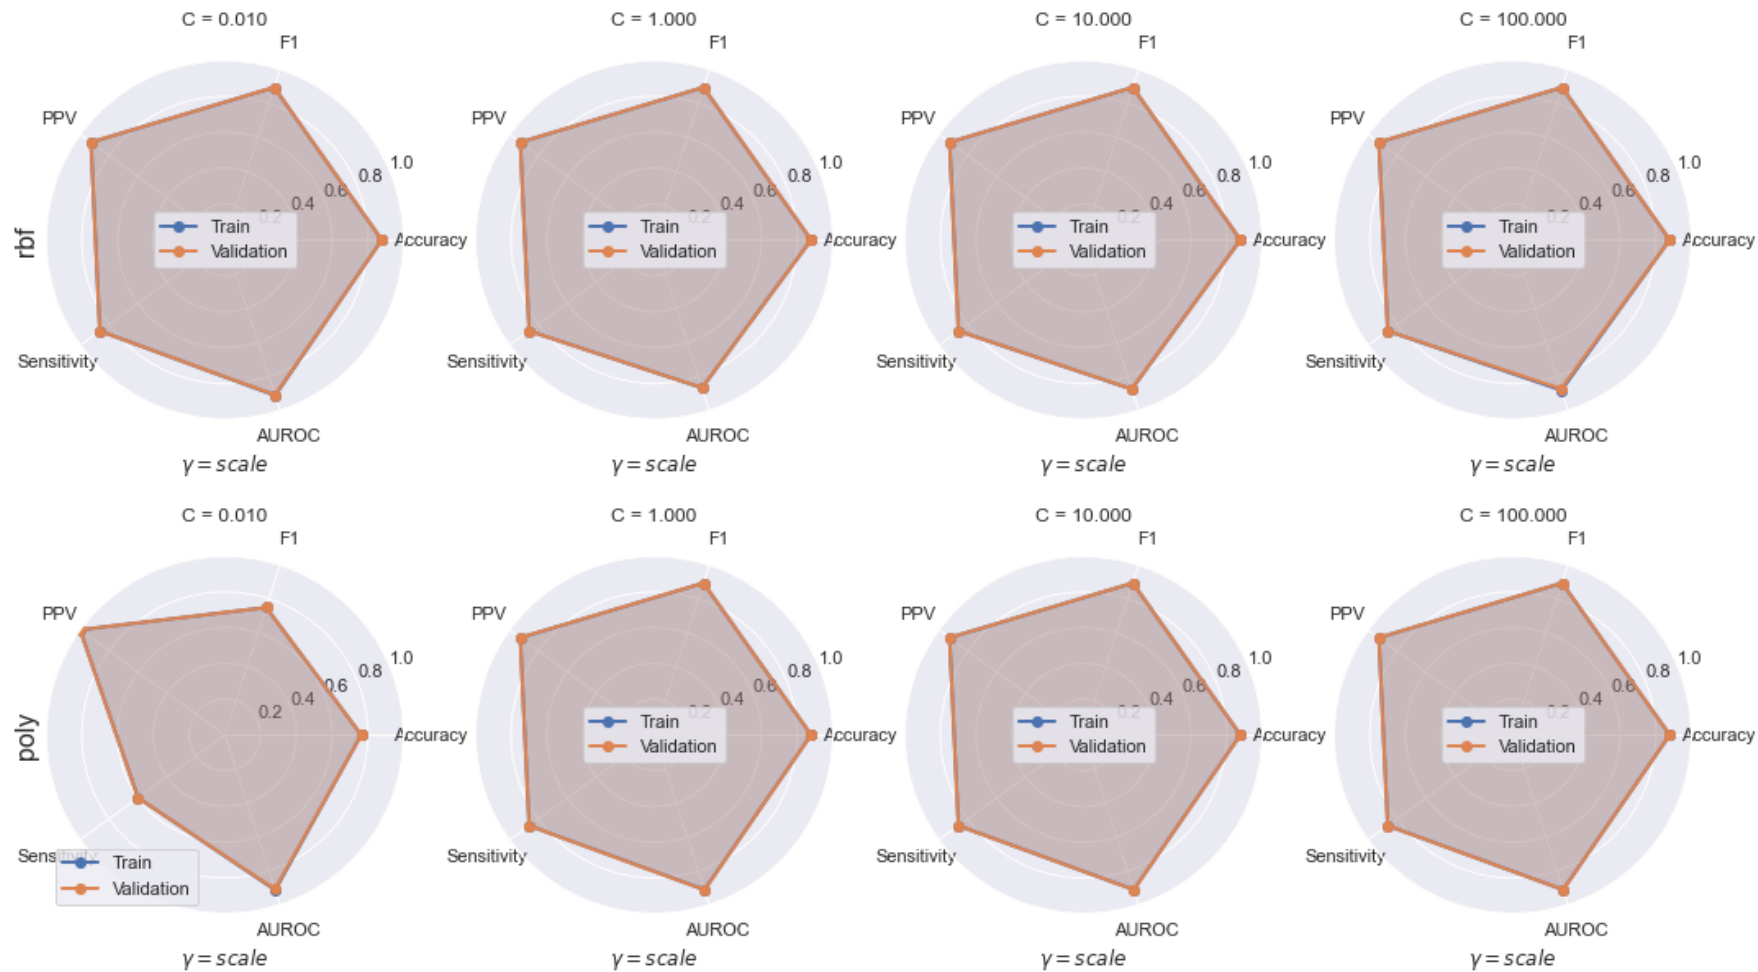 C = 0.010
F1
PPV
1.0
0.8
0.6
0.4
0.2
Train
Validation
Accuracy
Sensitivity
AUROC
γ = scale
rbf
C = 1.000
F1
PPV
1.0
0.8
0.6
0.4
0.2
Train
Validation
Accuracy
Sensitivity
AUROC
γ = scale
C = 10.000
F1
PPV
1.0
0.8
0.6
0.4
0.2
Train
Validation
Accuracy
Sensitivity
AUROC
γ = scale
C = 100.000
F1
PPV
1.0
0.8
0.6
0.4
0.2
Train
Validation
Accuracy
Sensitivity
AUROC
γ = scale
C = 0.010
F1
PPV
1.0
0.8
0.6
0.4
0.2
Accuracy
Sensitivity
Train
Validation
AUROC
γ = scale
poly
C = 1.000
F1
PPV
1.0
0.8
0.6
0.4
0.2
Train
Validation
Accuracy
Sensitivity
AUROC
γ = scale
C = 10.000
F1
PPV
1.0
0.8
0.6
0.4
0.2
Train
Validation
Accuracy
Sensitivity
AUROC
γ = scale
C = 100.000
F1
PPV
1.0
0.8
0.6
0.4
0.2
Train
Validation
Accuracy
Sensitivity
AUROC
γ = scale